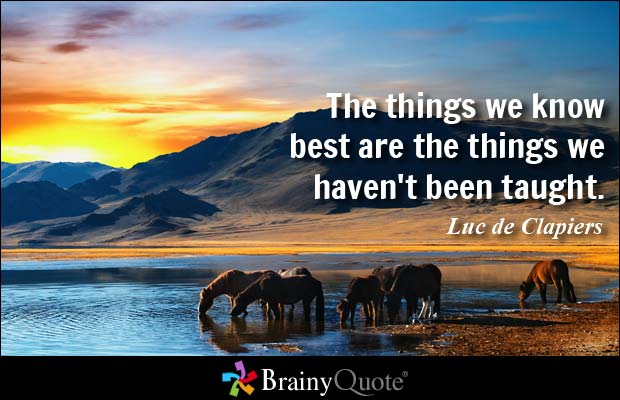 The things we know
best are the things we
haven't been taught.
Luc de Clapiers
BrainyQuote®